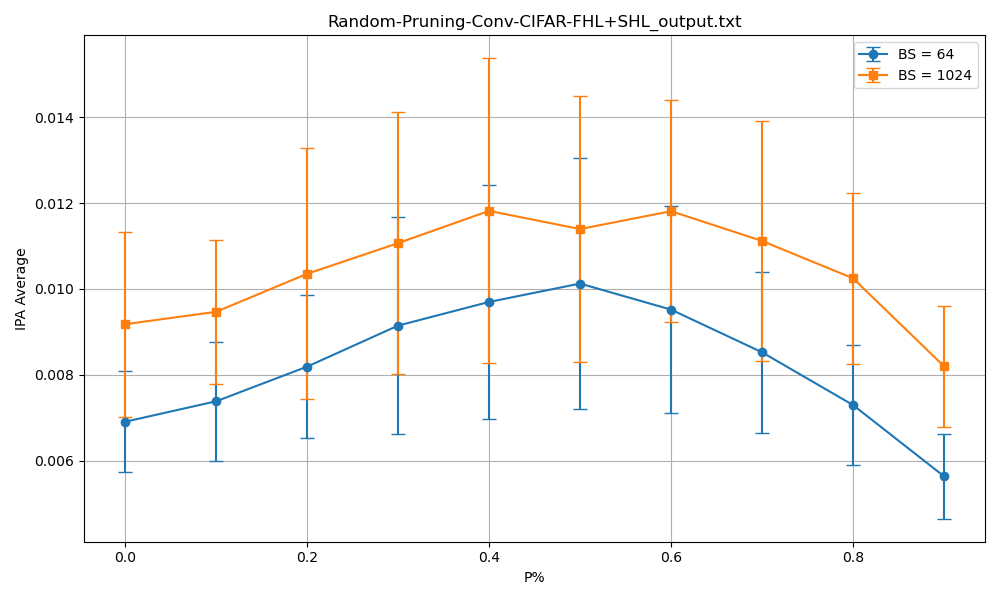 Random-Pruning-Conv-CIFAR-FHL+SHL_output.txt
BS = 64
BS = 1024
IPA Average
0.014
0.012
0.010
0.008
0.006
0.0 0.2 0.4 0.6 0.8
P%